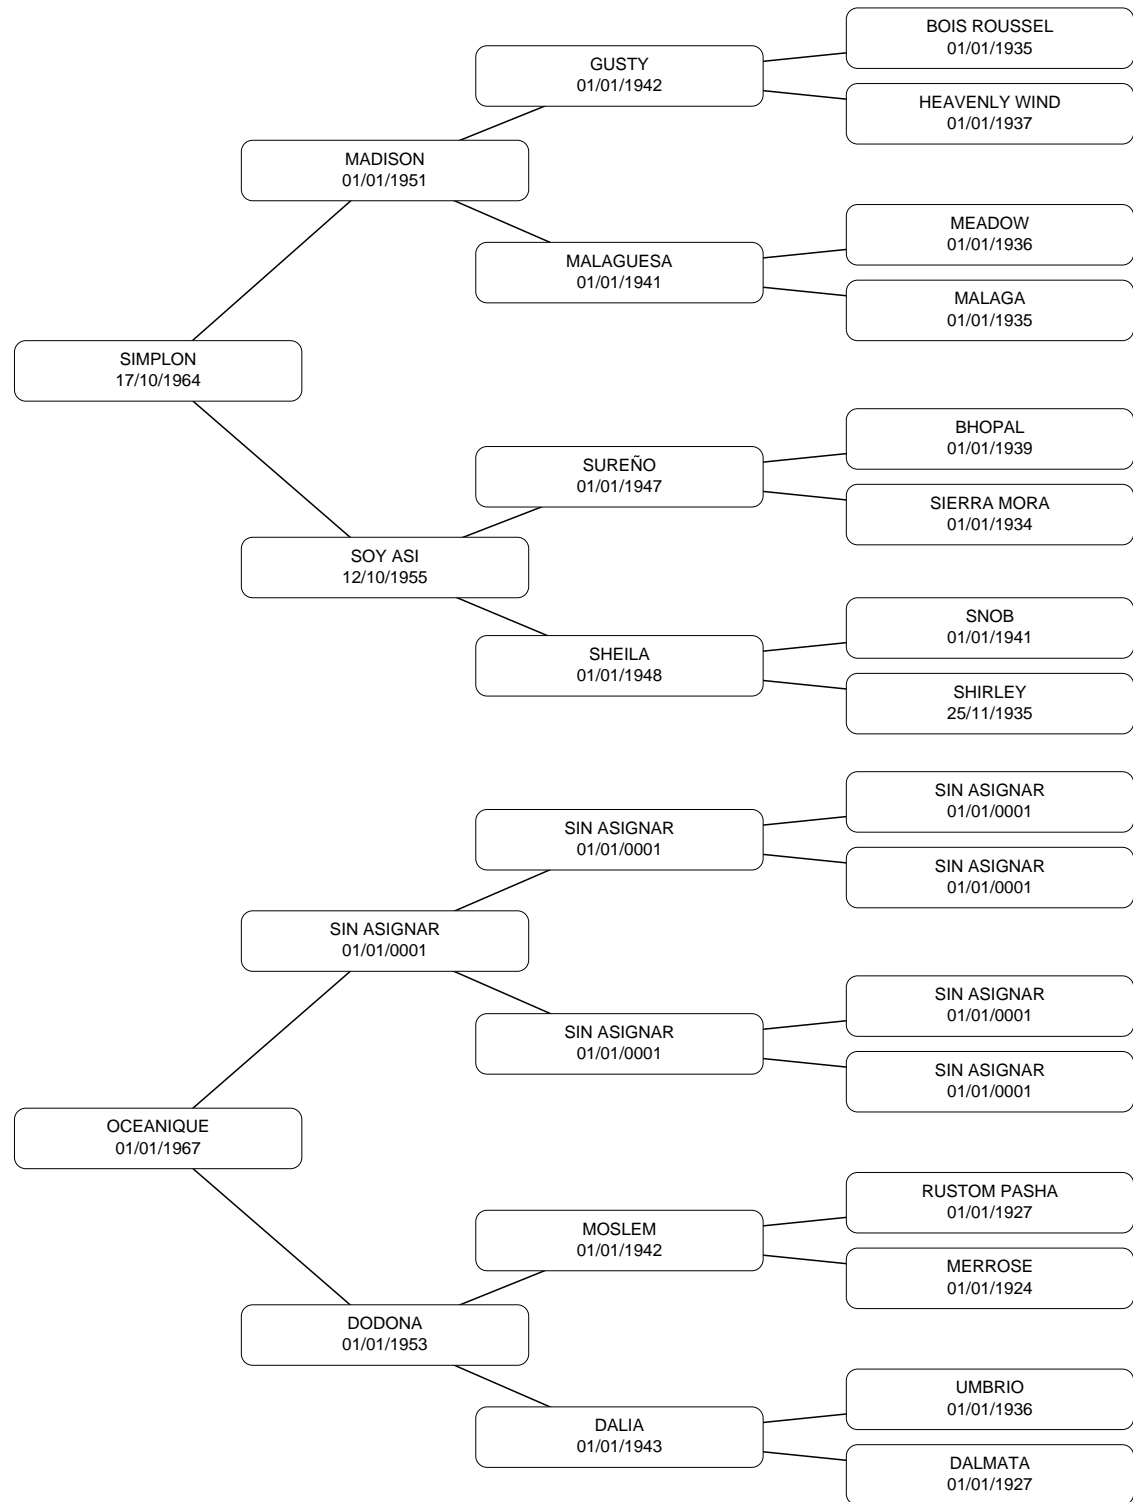 BOIS ROUSSEL
01/01/1935
GUSTY
01/01/1942
HEAVENLY WIND
01/01/1937
MADISON
01/01/1951
MEADOW
01/01/1936
MALAGUESA
01/01/1941
MALAGA
01/01/1935
SIMPLON
17/10/1964
BHOPAL
01/01/1939
SUREÑO
01/01/1947
SIERRA MORA
01/01/1934
SOY ASI
12/10/1955
SNOB
01/01/1941
SHEILA
01/01/1948
SHIRLEY
25/11/1935
SIN ASIGNAR
01/01/0001
SIN ASIGNAR
01/01/0001
SIN ASIGNAR
01/01/0001
SIN ASIGNAR
01/01/0001
SIN ASIGNAR
01/01/0001
SIN ASIGNAR
01/01/0001
SIN ASIGNAR
01/01/0001
OCEANIQUE
01/01/1967
RUSTOM PASHA
01/01/1927
MOSLEM
01/01/1942
MERROSE
01/01/1924
DODONA
01/01/1953
UMBRIO
01/01/1936
DALIA
01/01/1943
DALMATA
01/01/1927